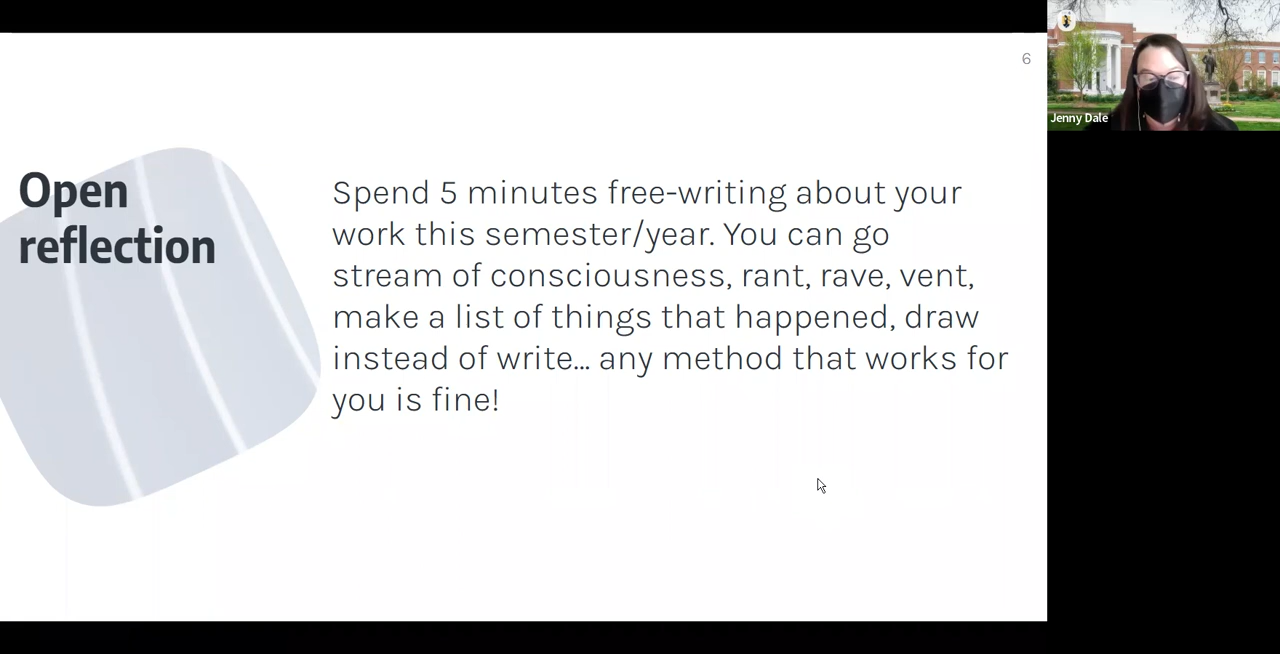 6
Open
reflection
Spend 5 minutes free-writing about your
work this semester/year. You can go
stream of consciousness, rant, rave, vent,
make a list of things that happened, draw
instead of write... any method that works for
you is fine!
Jenny Dale